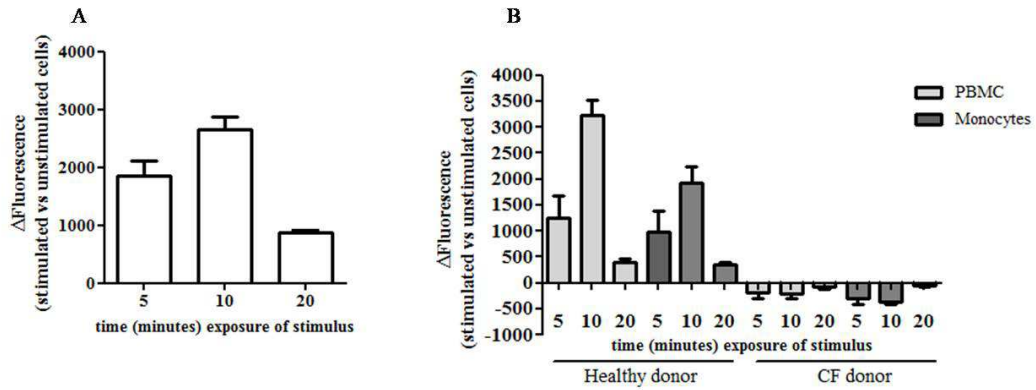 A
ΔFluorescence
(stimulated vs unstimulated cells)
4000
3000
2000
1000
0
5 10 20
time (minutes) exposure of stimulus
B
ΔFluorescence
(stimulated vs unstimulated cells)
4000
3500
3000
2500
2000
1500
1000
500
0
-500
-1000
PBMC
Monocytes
5 10 20 5 10 20 5 10 20 5 10 20
time (minutes) exposure of stimulus
Healthy donor CF donor